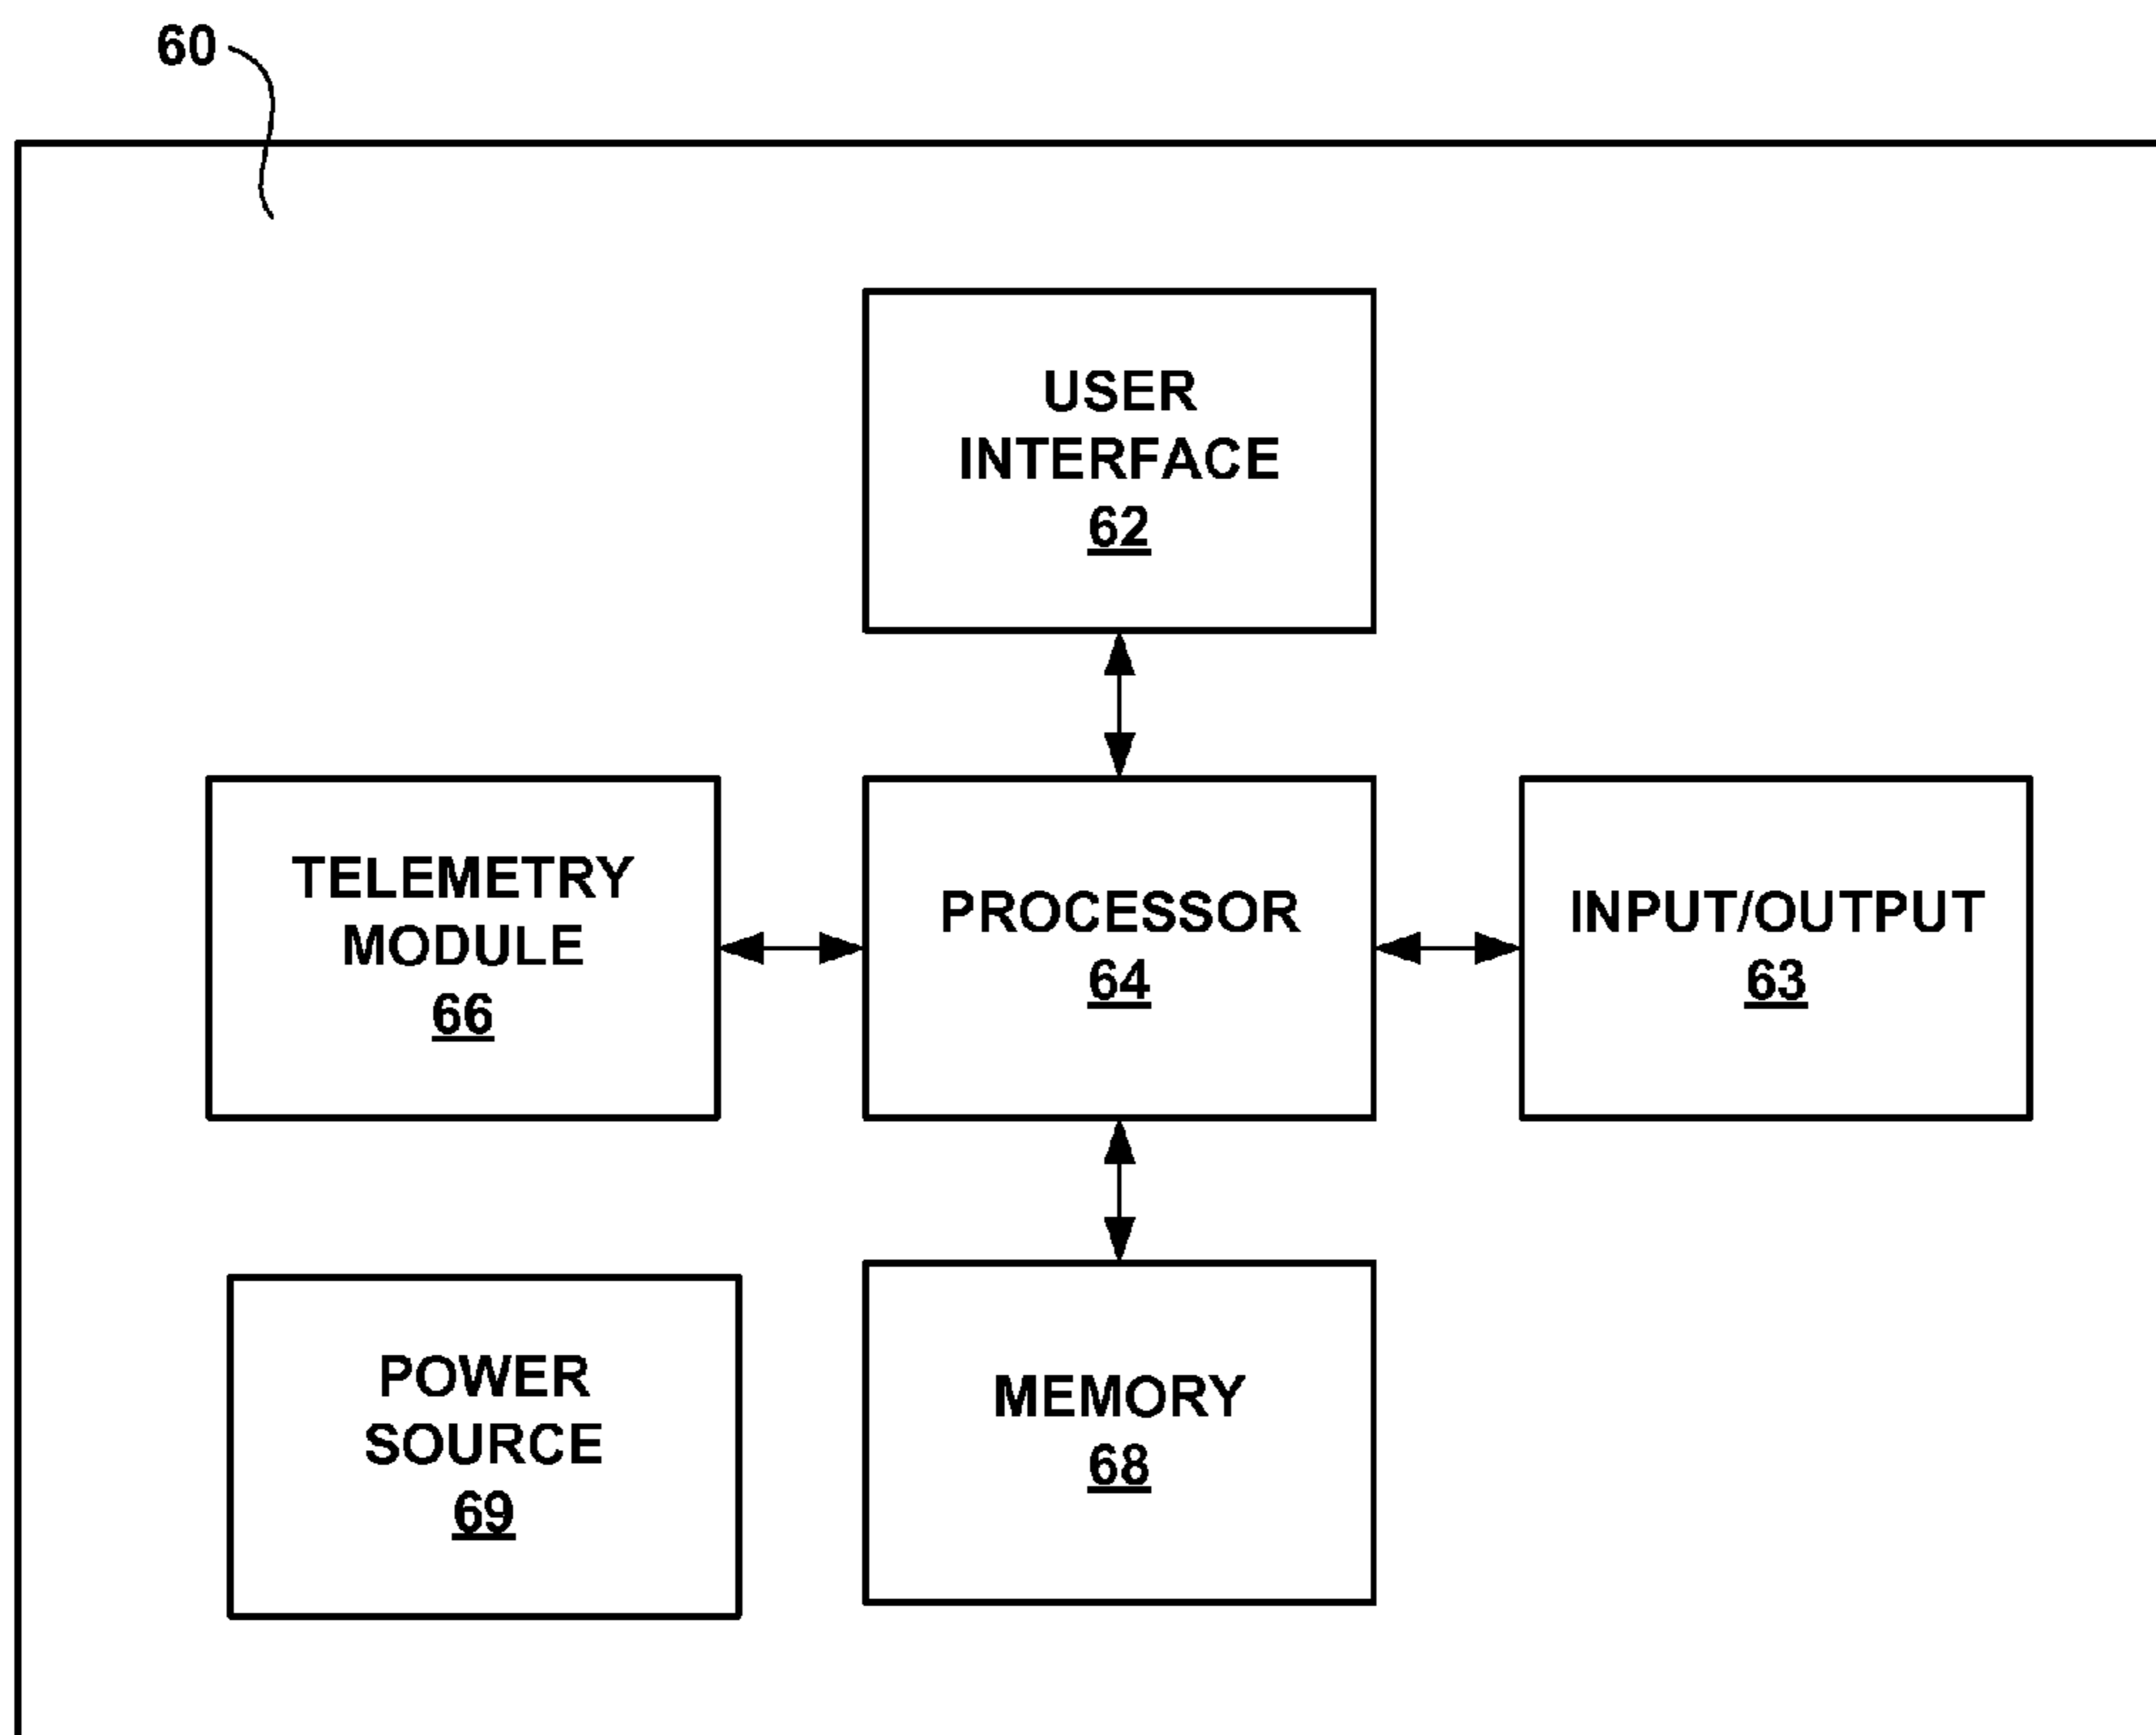 60
USER
INTERFACE
62
TELEMETRY
MODULE
66
PROCESSOR
64
INPUT/OUTPUT
63
POWER
SOURCE
69
MEMORY
68